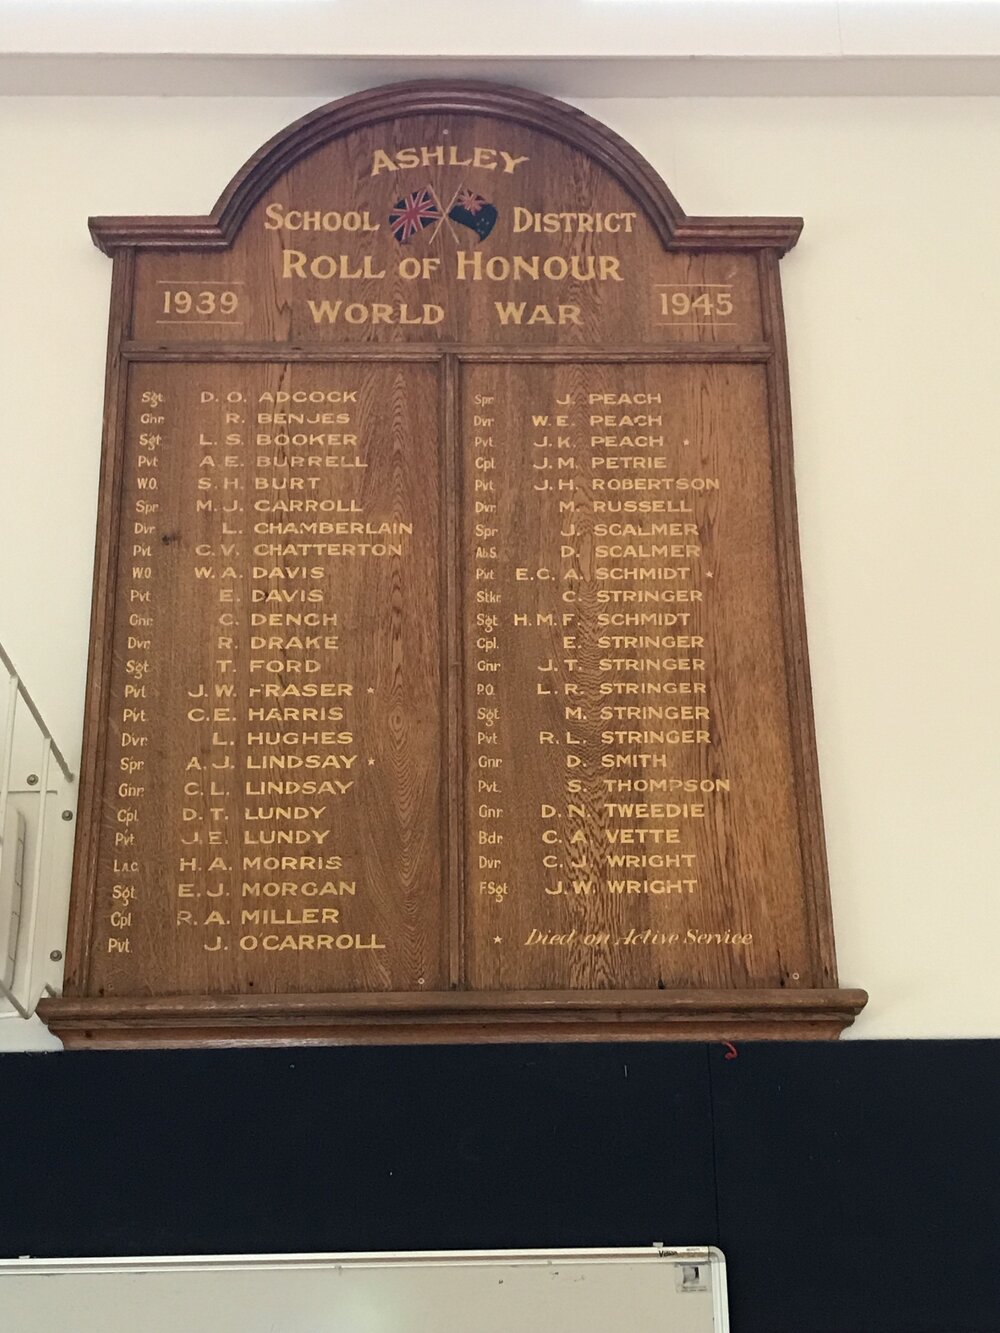 ASHLEY
SCHOOL DISTRICT
ROLL OF HONOUR
1939 WORLD WAR 1945
Sgt. D. O. ADCOCK
Gnr R. BENJES
Sgt. L. S. BOOKER
Pvt. A. E. BURRELL
W.O. S. H. BURT
Spr. M. J. CARROLL
Dvr L. CHAMBERLAIN
Pvt. C. V. CHATTERTON
W.O W. A. DAVIS
Pvt. E. DAVIS
Gnr. C. DENCH
Dvr. R. DRAKE
Sgt. T. FORD
Pvt. J. W. FRASER ★
Pvt. C. E. HARRIS
Dvr. L. HUGHES
Spr. A. J. LINDSAY ★
Gnr. C. L. LINDSAY
Cpl. D. T. LUNDY
Pvt J. E. LUNDY
L.A.C. H. A. MORRIS
Sgt. E. J. MORGAN
Cpl R. A. MILLER
Pvt. J. O'CARROLL
Spr. J. PEACH
Dvr W. E. PEACH
Pvt. J. K. PEACH ★
Cpl. J. M. PETRIE
Pvt. J. H. ROBERTSON
Dvr. M. RUSSELL
Spr J. SCALMER
Ab.S. D. SCALMER
Pvt. E. C. A. SCHMIDT ★
Stkr. C. STRINGER
Sgt. H. M. F. SCHMIDT
Cpl. E. STRINGER
Gnr J. T. STRINGER
P.O. L. R. STRINGER
Sgt. M. STRINGER
Pvt R. L. STRINGER
Gnr D. SMITH
Pvt. S. THOMPSON
Gnr. D. N. TWEEDIE
Bdr. C. A. VETTE
Dvr C. J. WRIGHT
F.Sgt J. W. WRIGHT
★ Died on Active Service